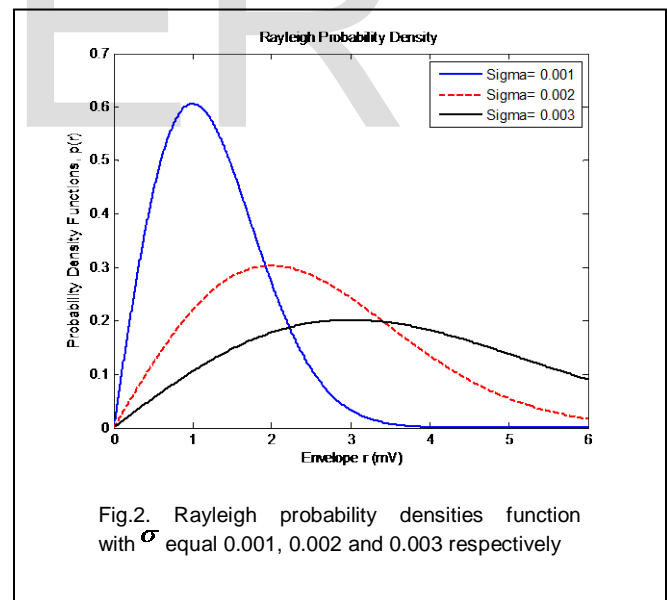 ER
Rayleigh Probability Density
0.7
0.6
0.5
0.4
0.3
0.2
0.1
0
Probability Density Functions, p(r)
Sigma= 0.001
Sigma= 0.002
Sigma= 0.003
0 1 2 3 4 5 6
Envelope r (mV)
Fig.2. Rayleigh probability densities function
with σ equal 0.001, 0.002 and 0.003 respectively